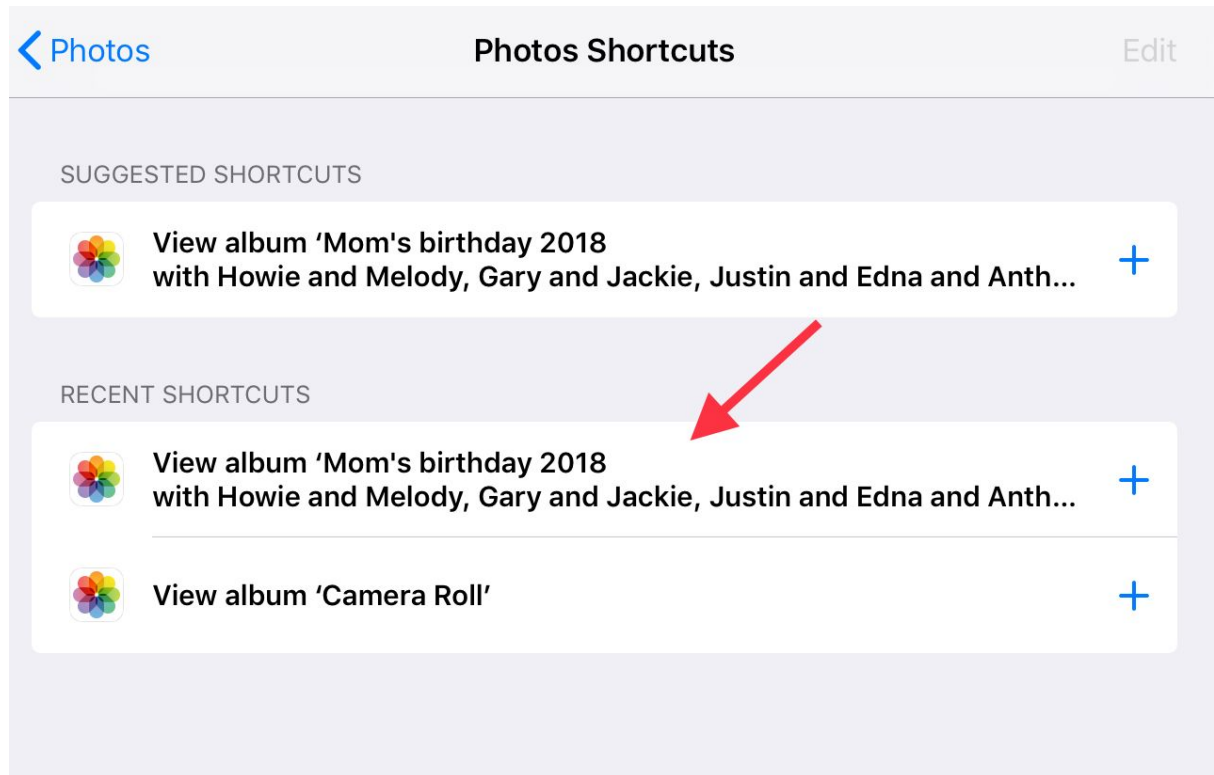 Photos
Photos Shortcuts
Edit
SUGGESTED SHORTCUTS
View album ‘Mom's birthday 2018
with Howie and Melody, Gary and Jackie, Justin and Edna and Anth...
RECENT SHORTCUTS
View album ‘Mom's birthday 2018
with Howie and Melody, Gary and Jackie, Justin and Edna and Anth...
View album ‘Camera Roll’